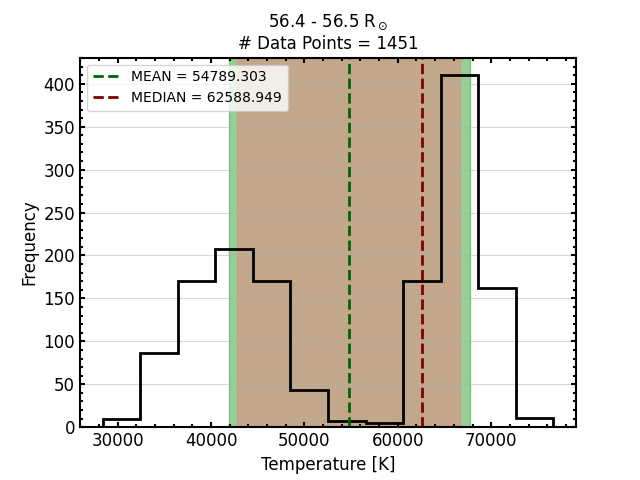 56.4 - 56.5 R⊙
# Data Points = 1451
MEAN = 54789.303
MEDIAN = 62588.949
Frequency
400
350
300
250
200
150
100
50
0
30000 40000 50000 60000 70000
Temperature [K]